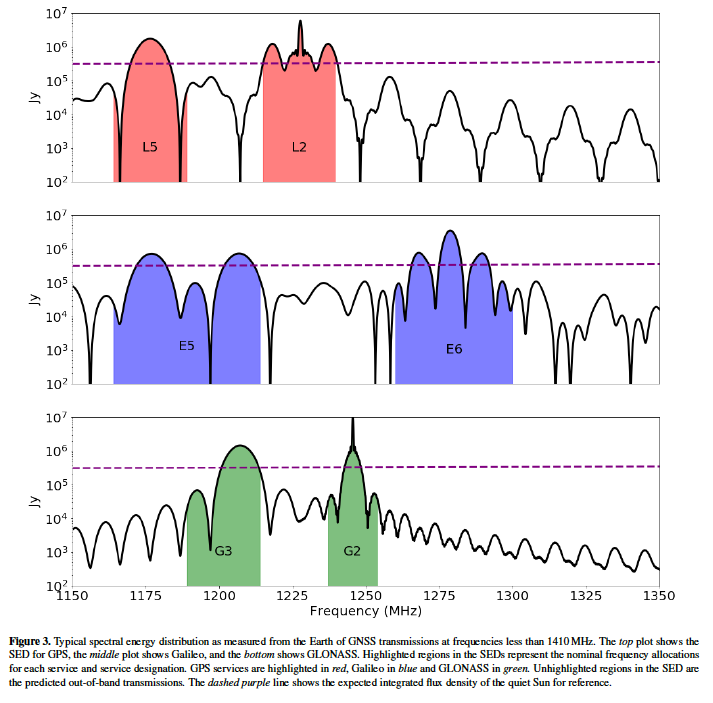 10^7
10^6
10^5
10^4
10^3
10^2
Jy
L5
L2
10^7
10^6
10^5
10^4
10^3
10^2
Jy
E5
E6
10^7
10^6
10^5
10^4
10^3
10^2
Jy
G3
G2
1150 1175 1200 1225 1250 1275 1300 1325 1350
Frequency (MHz)
Figure 3. Typical spectral energy distribution as measured from the Earth of GNSS transmissions at frequencies less than 1410 MHz. The top plot shows the
SED for GPS, the middle plot shows Galileo, and the bottom shows GLONASS. Highlighted regions in the SEDs represent the nominal frequency allocations
for each service and service designation. GPS services are highlighted in red, Galileo in blue and GLONASS in green. Unhighlighted regions in the SED are
the predicted out-of-band transmissions. The dashed purple line shows the expected integrated flux density of the quiet Sun for reference.